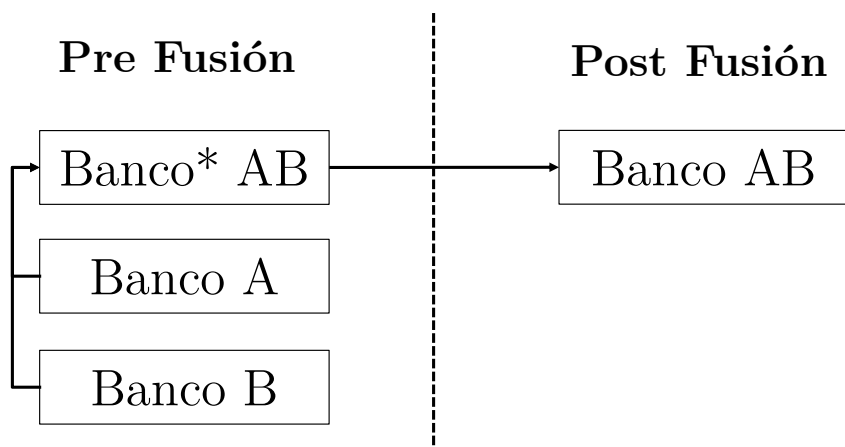 Pre Fusión
Post Fusión
Banco* AB
Banco AB
Banco A
Banco B